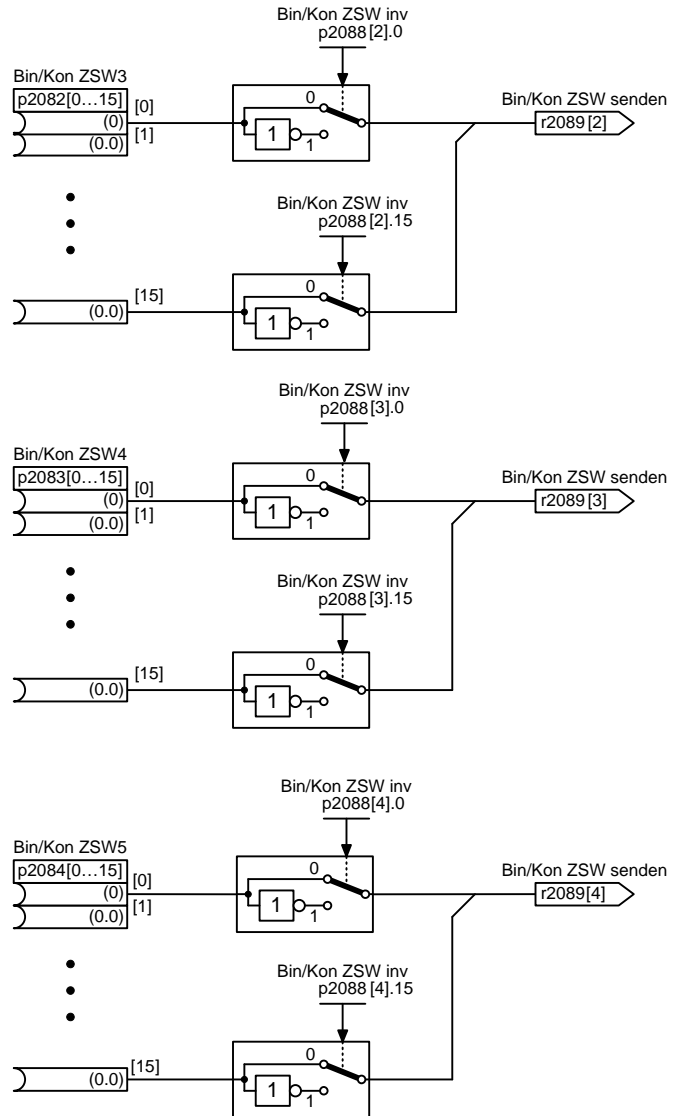 Bin/Kon ZSW inv
p2088[2].0
Bin/Kon ZSW3
p2082[0...15]
[0]
(0)
[1]
(0.0)
0
1
1
Bin/Kon ZSW senden
r2089[2]
Bin/Kon ZSW inv
p2088[2].15
[15]
(0.0)
0
1
1
Bin/Kon ZSW inv
p2088[3].0
Bin/Kon ZSW4
p2083[0...15]
[0]
(0)
[1]
(0.0)
0
1
1
Bin/Kon ZSW senden
r2089[3]
Bin/Kon ZSW inv
p2088[3].15
[15]
(0.0)
0
1
1
Bin/Kon ZSW inv
p2088[4].0
Bin/Kon ZSW5
p2084[0...15]
[0]
(0)
[1]
(0.0)
0
1
1
Bin/Kon ZSW senden
r2089[4]
Bin/Kon ZSW inv
p2088[4].15
[15]
(0.0)
0
1
1